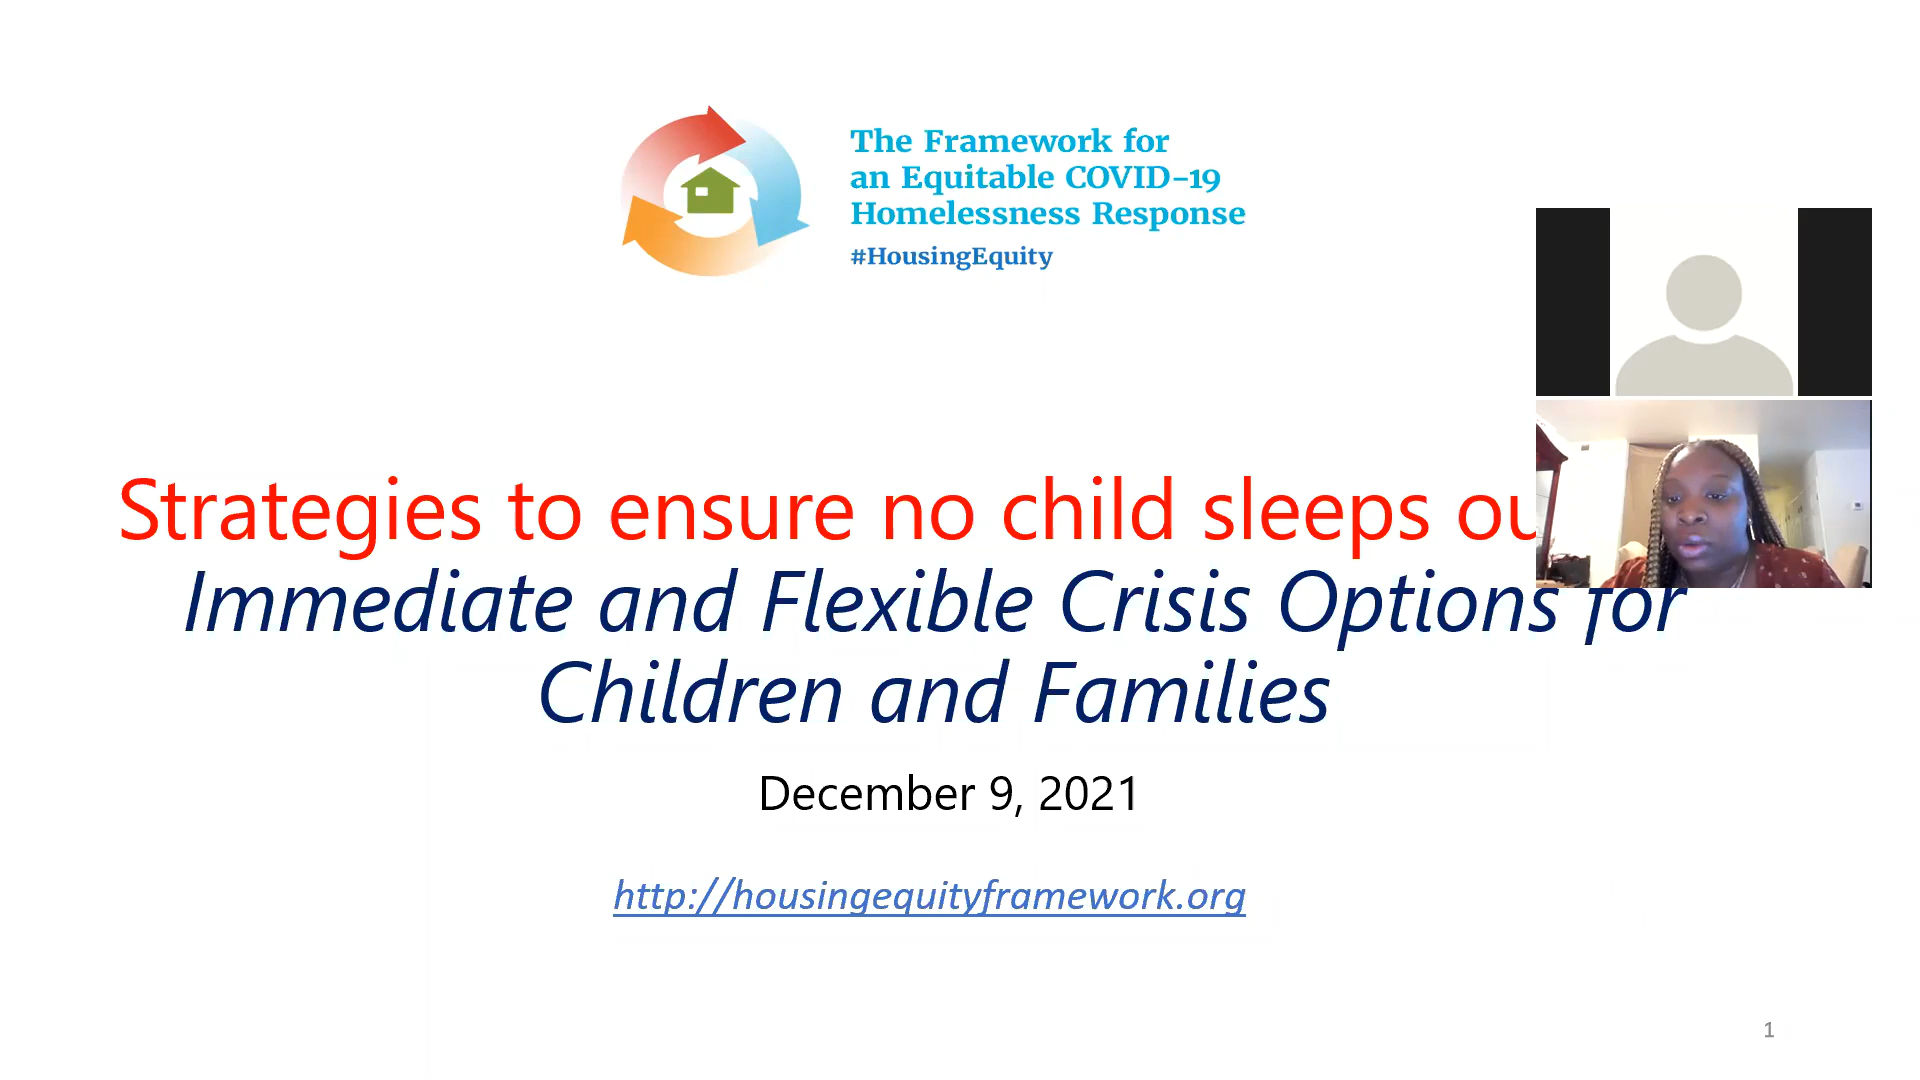 The Framework for
an Equitable COVID-19
Homelessness Response
#HousingEquity
Strategies to ensure no child sleeps
Immediate and Flexible Crisis Options for
Children and Families
December 9, 2021
http://housingequityframework.org
1